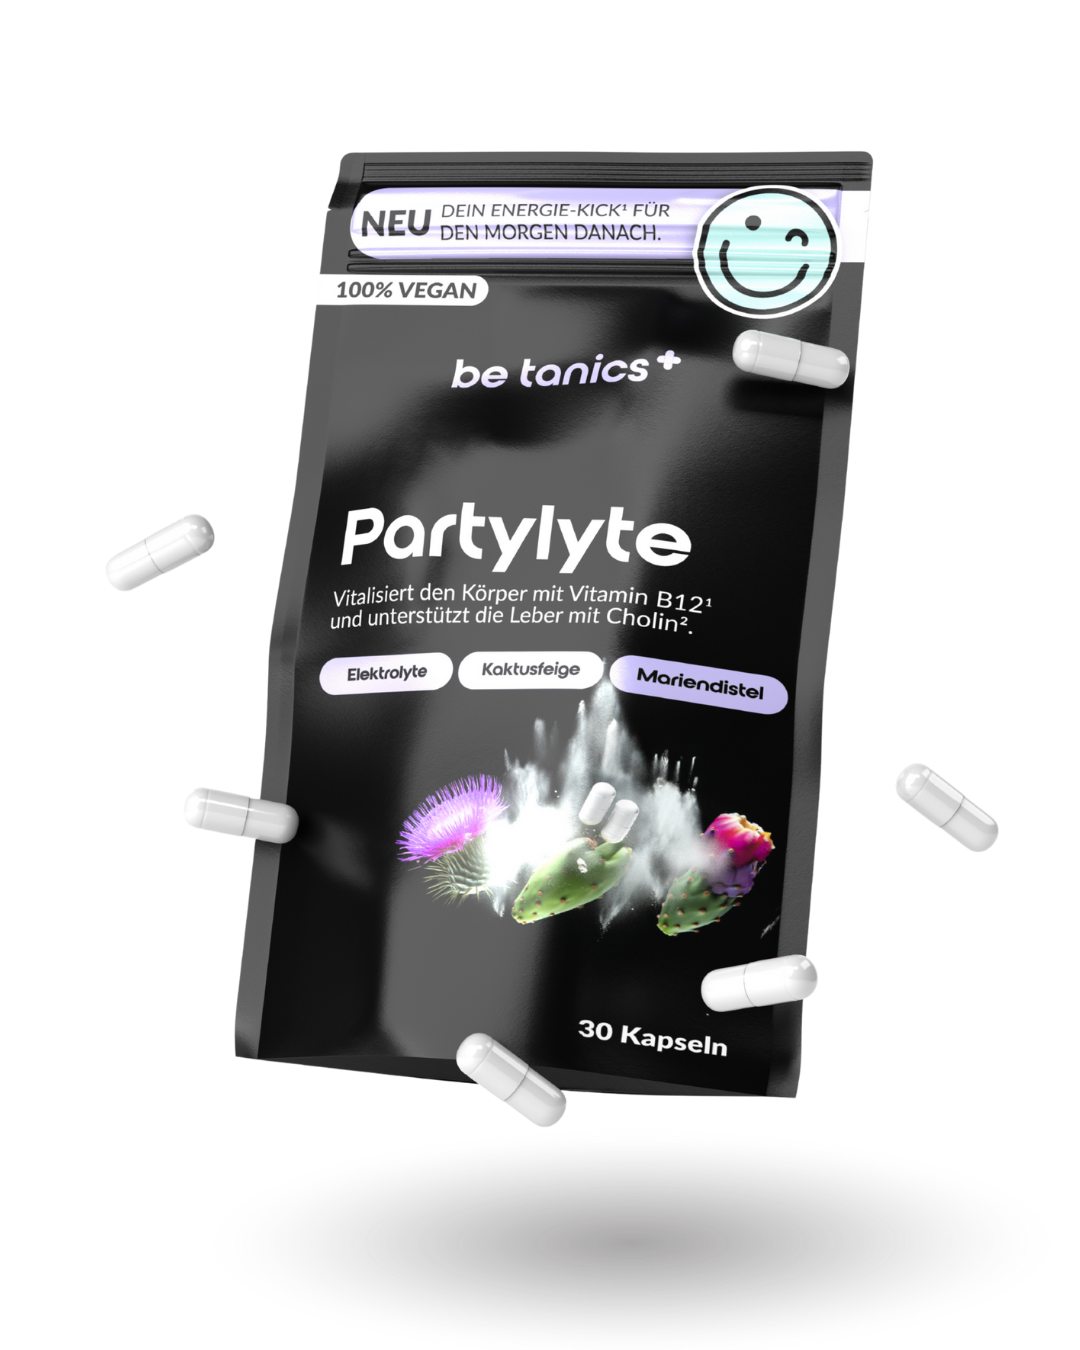 NEU
DEIN ENERGIE-KICK¹ FÜR
DEN MORGEN DANACH.
100% VEGAN
be tanics+
Partylyte
Vitalisiert den Körper mit Vitamin B12¹
und unterstützt die Leber mit Cholin².
Elektrolyte Kaktusfeige Mariendistel
30 Kapseln